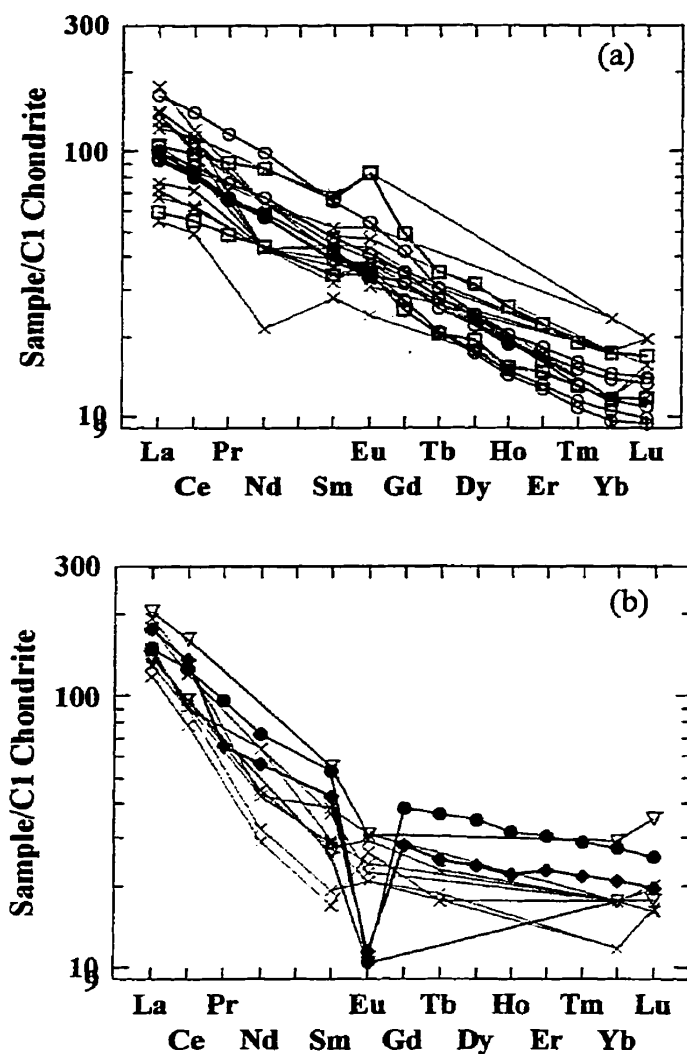 300
(a)
100
10
9
Sample/C1 Chondrite
La Pr Eu Tb Ho Tm Lu
Ce Nd Sm Gd Dy Er Yb
300
(b)
100
10
9
Sample/C1 Chondrite
La Pr Eu Tb Ho Tm Lu
Ce Nd Sm Gd Dy Er Yb